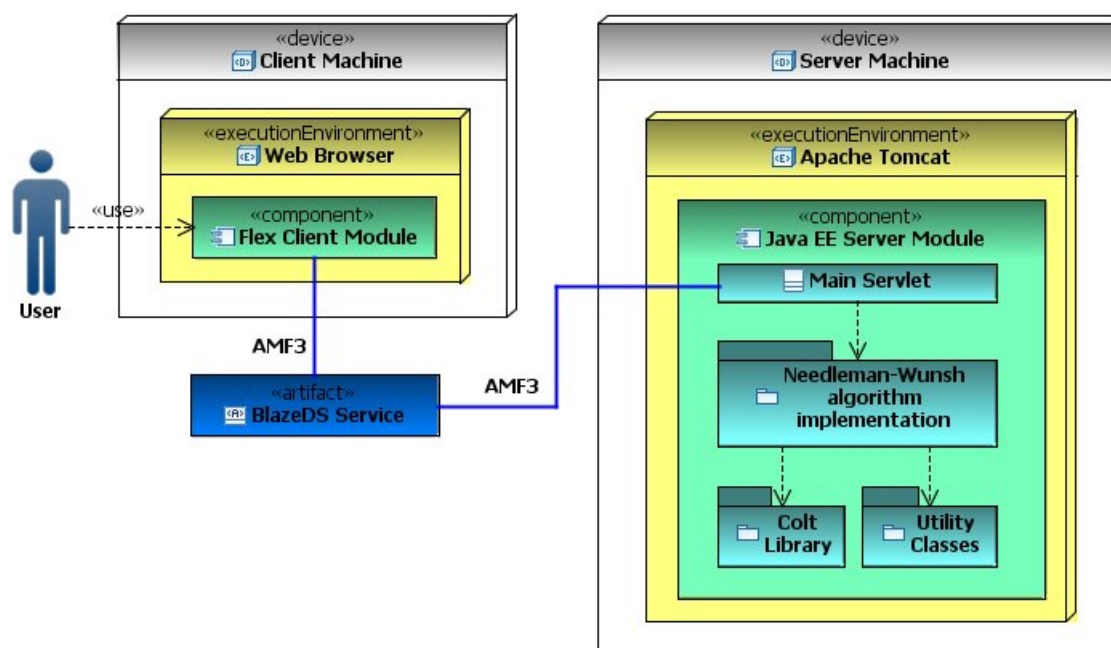 «device»
Client Machine
«executionEnvironment»
Web Browser
«use»
«component»
Flex Client Module
User
AMF3
«artifact»
BlazeDS Service
AMF3
«device»
Server Machine
«executionEnvironment»
Apache Tomcat
«component»
Java EE Server Module
Main Servlet
Needleman-Wunsh
algorithm
implementation
Colt
Library
Utility
Classes